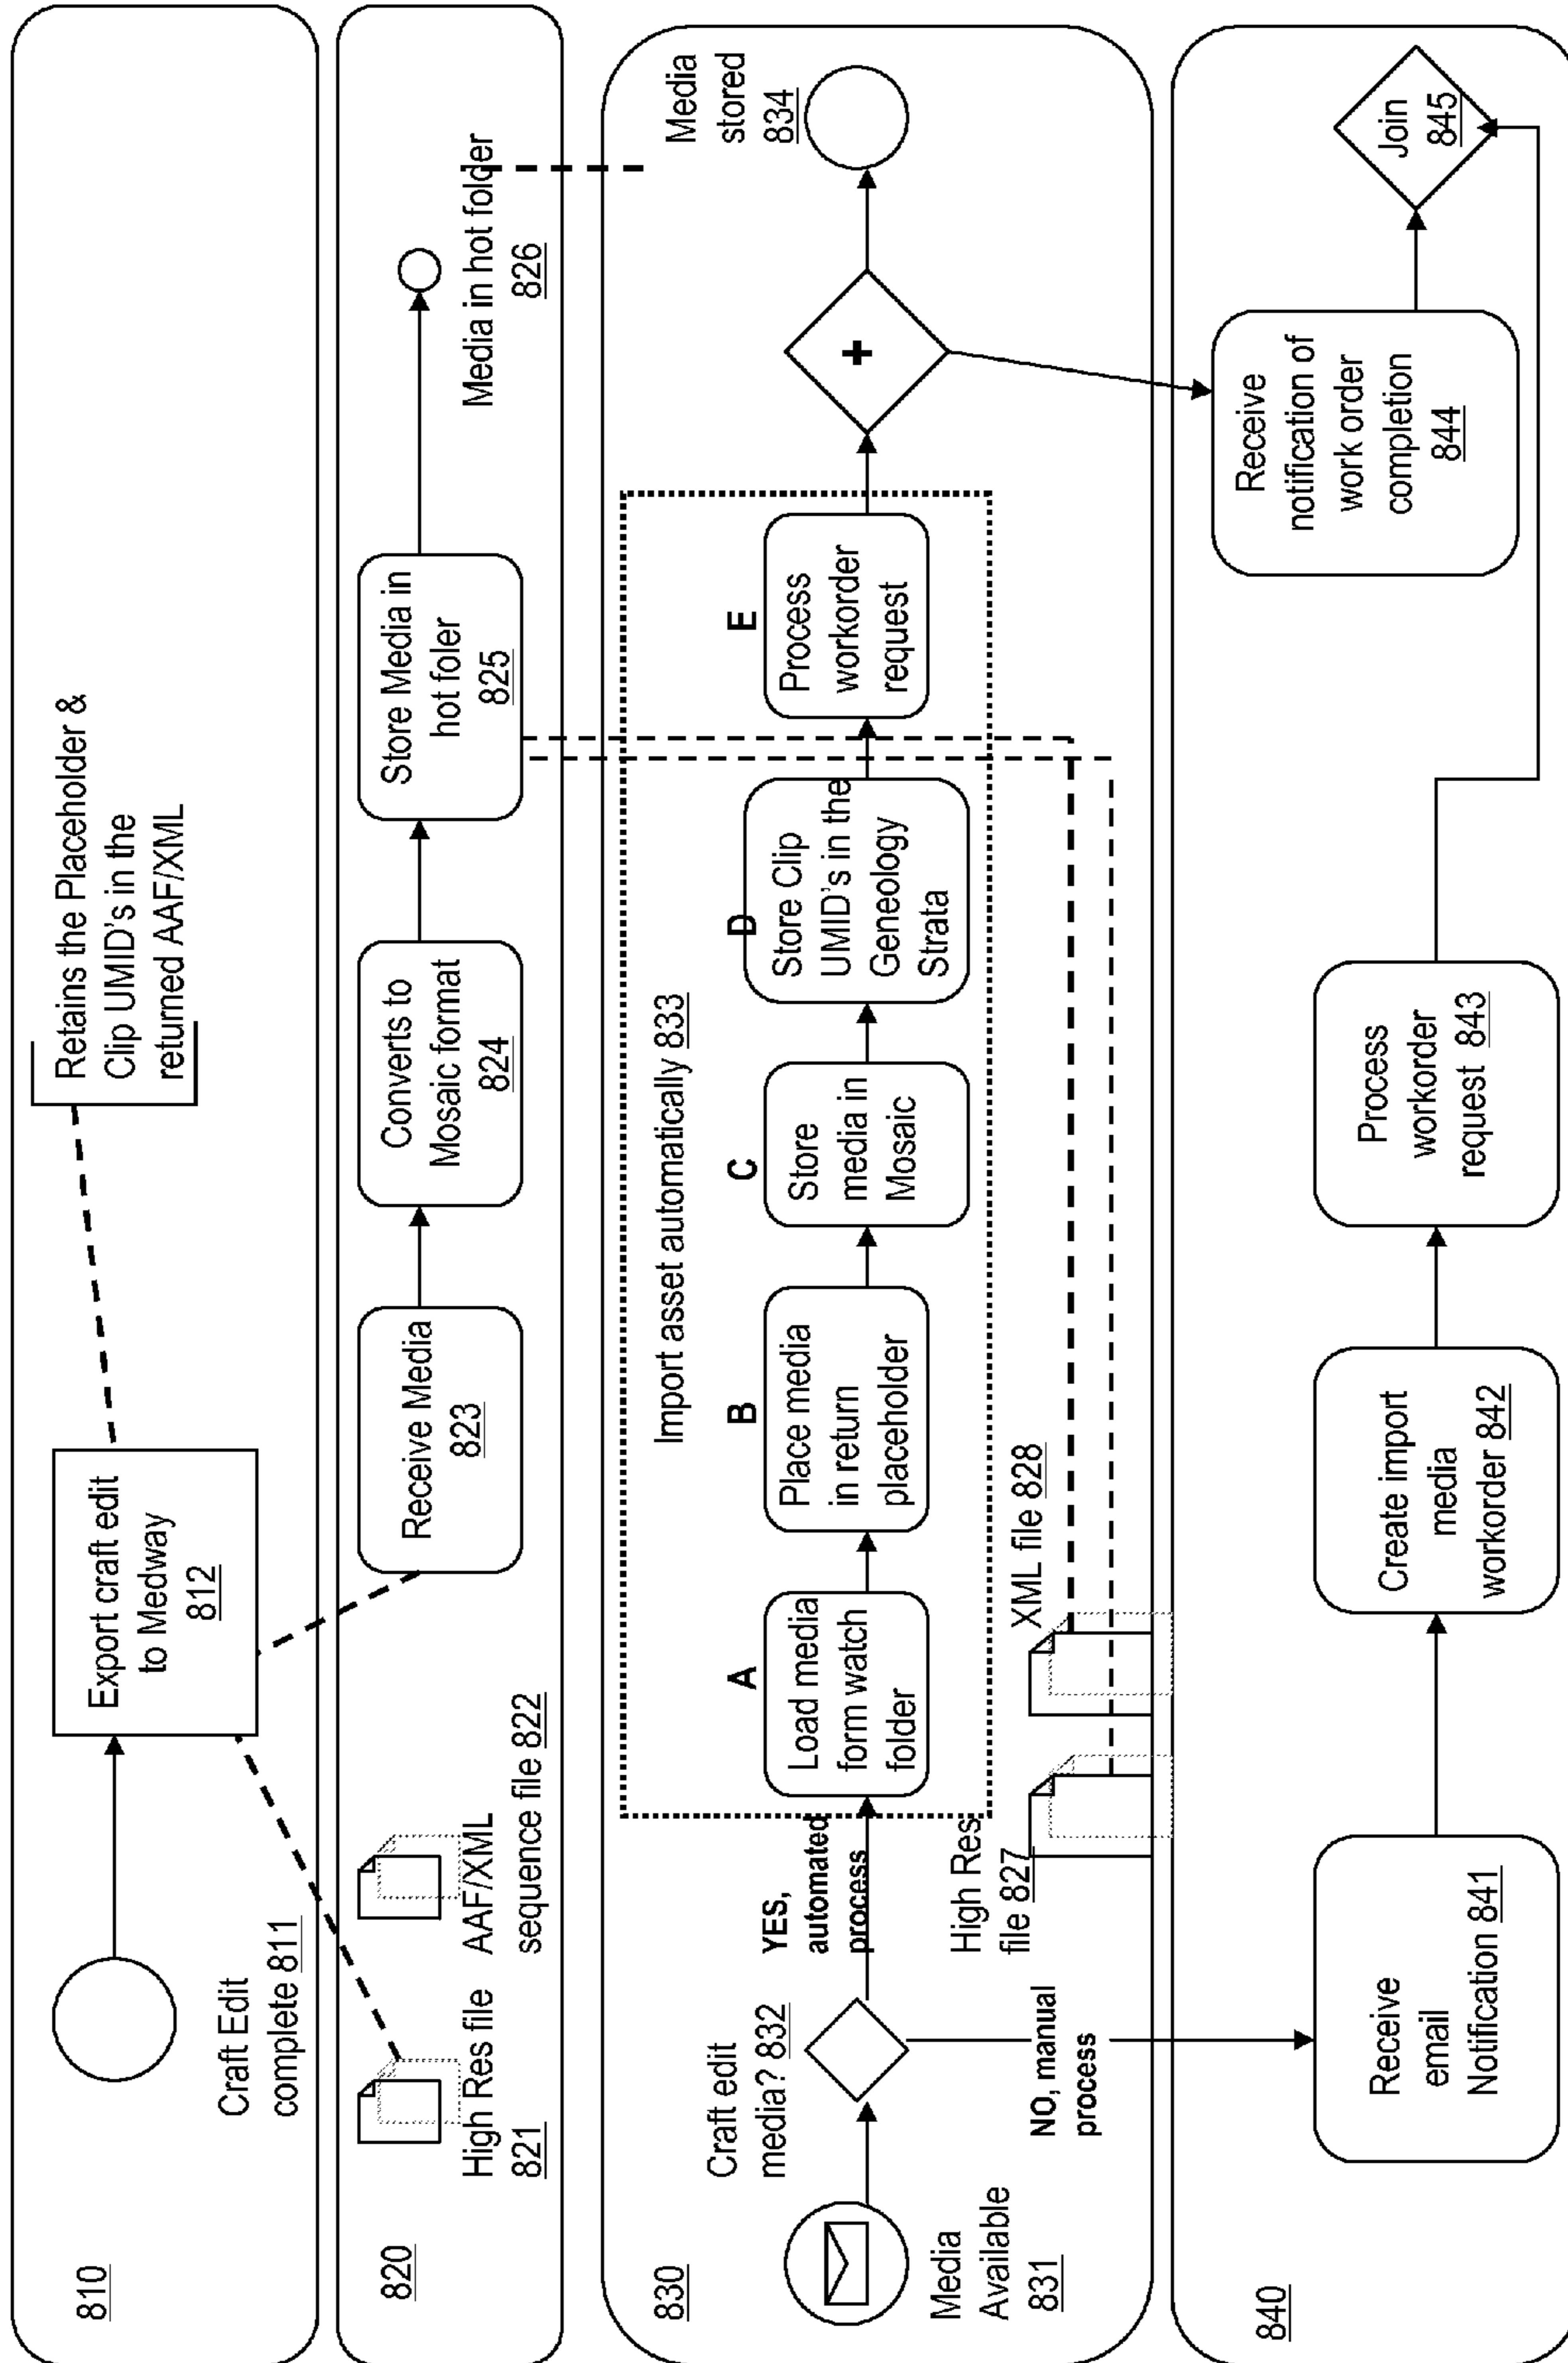 810
Craft Edit
complete 811
Export craft edit
to Medway
812
Retains the Placeholder &
Clip UMID's in the
returned AAF/XML
820
High Res file
821
AAF/XML
sequence file 822
Receive Media
823
Converts to
Mosaic format
824
Store Media in
hot foler
825
Media in hot folder
826
830
Media
Available
831
Craft edit
media? 832
YES,
automated
process
NO, manual
process
Import asset automatically 833
A
Load media
form watch
folder
B
Place media
in return
placeholder
C
Store
media in
Mosaic
D
Store Clip
UMID's in the
Geneology
Strata
E
Process
workorder
request
+
Media
stored
834
High Res
file 827
XML file 828
840
Receive
email
Notification 841
Create import
media
workorder 842
Process
workorder
request 843
Receive
notification of
work order
completion
844
Join
845